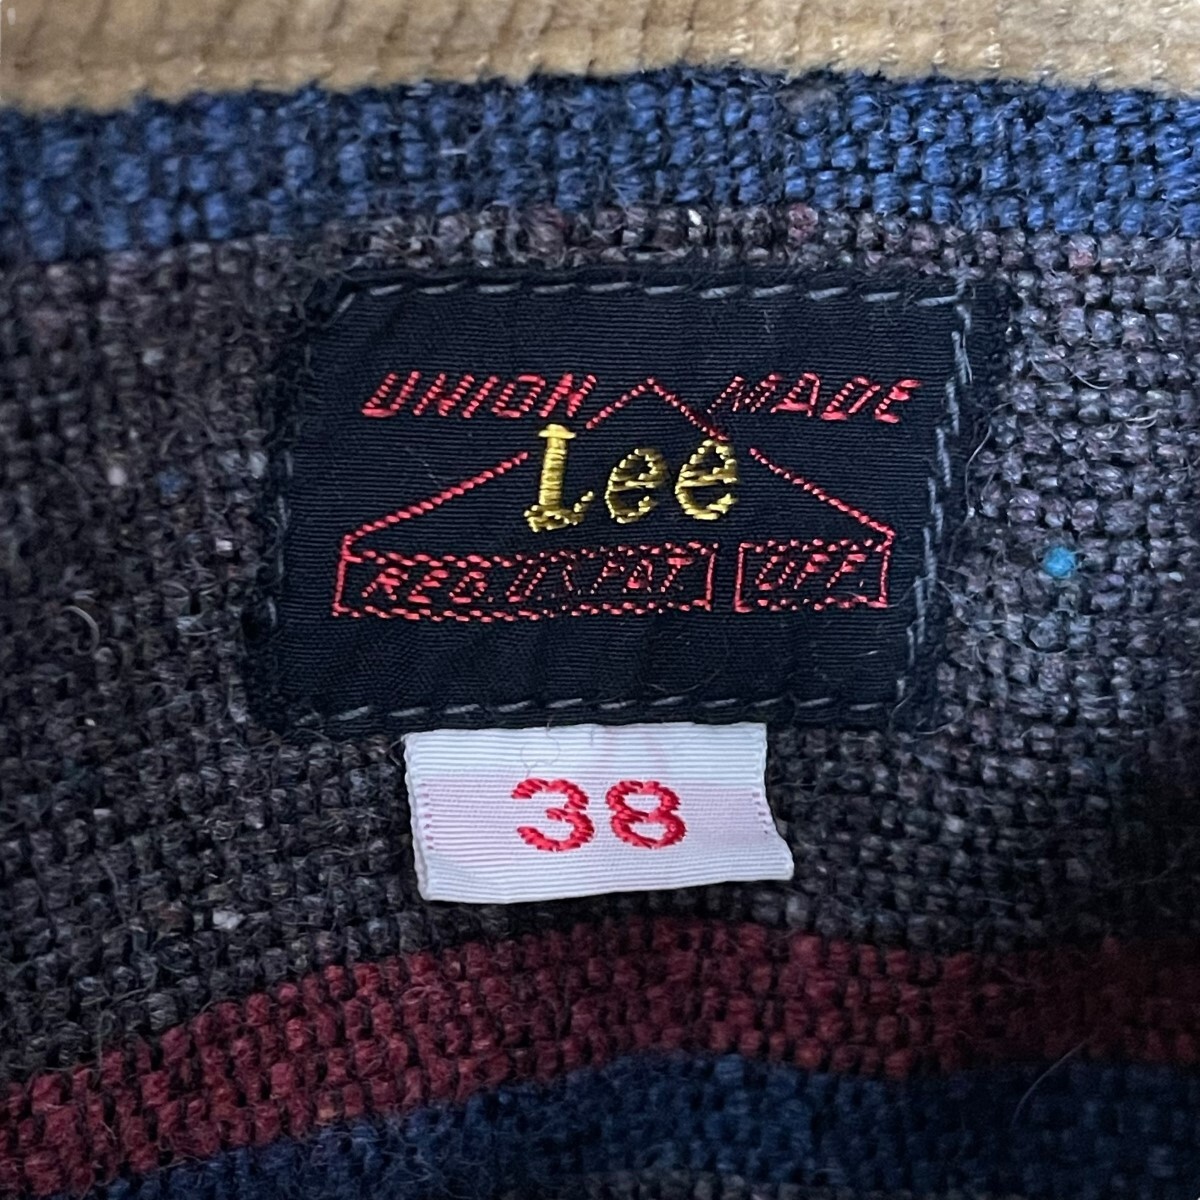 UNION MADE
Lee
REG. U.S. PAT. OFF.
38